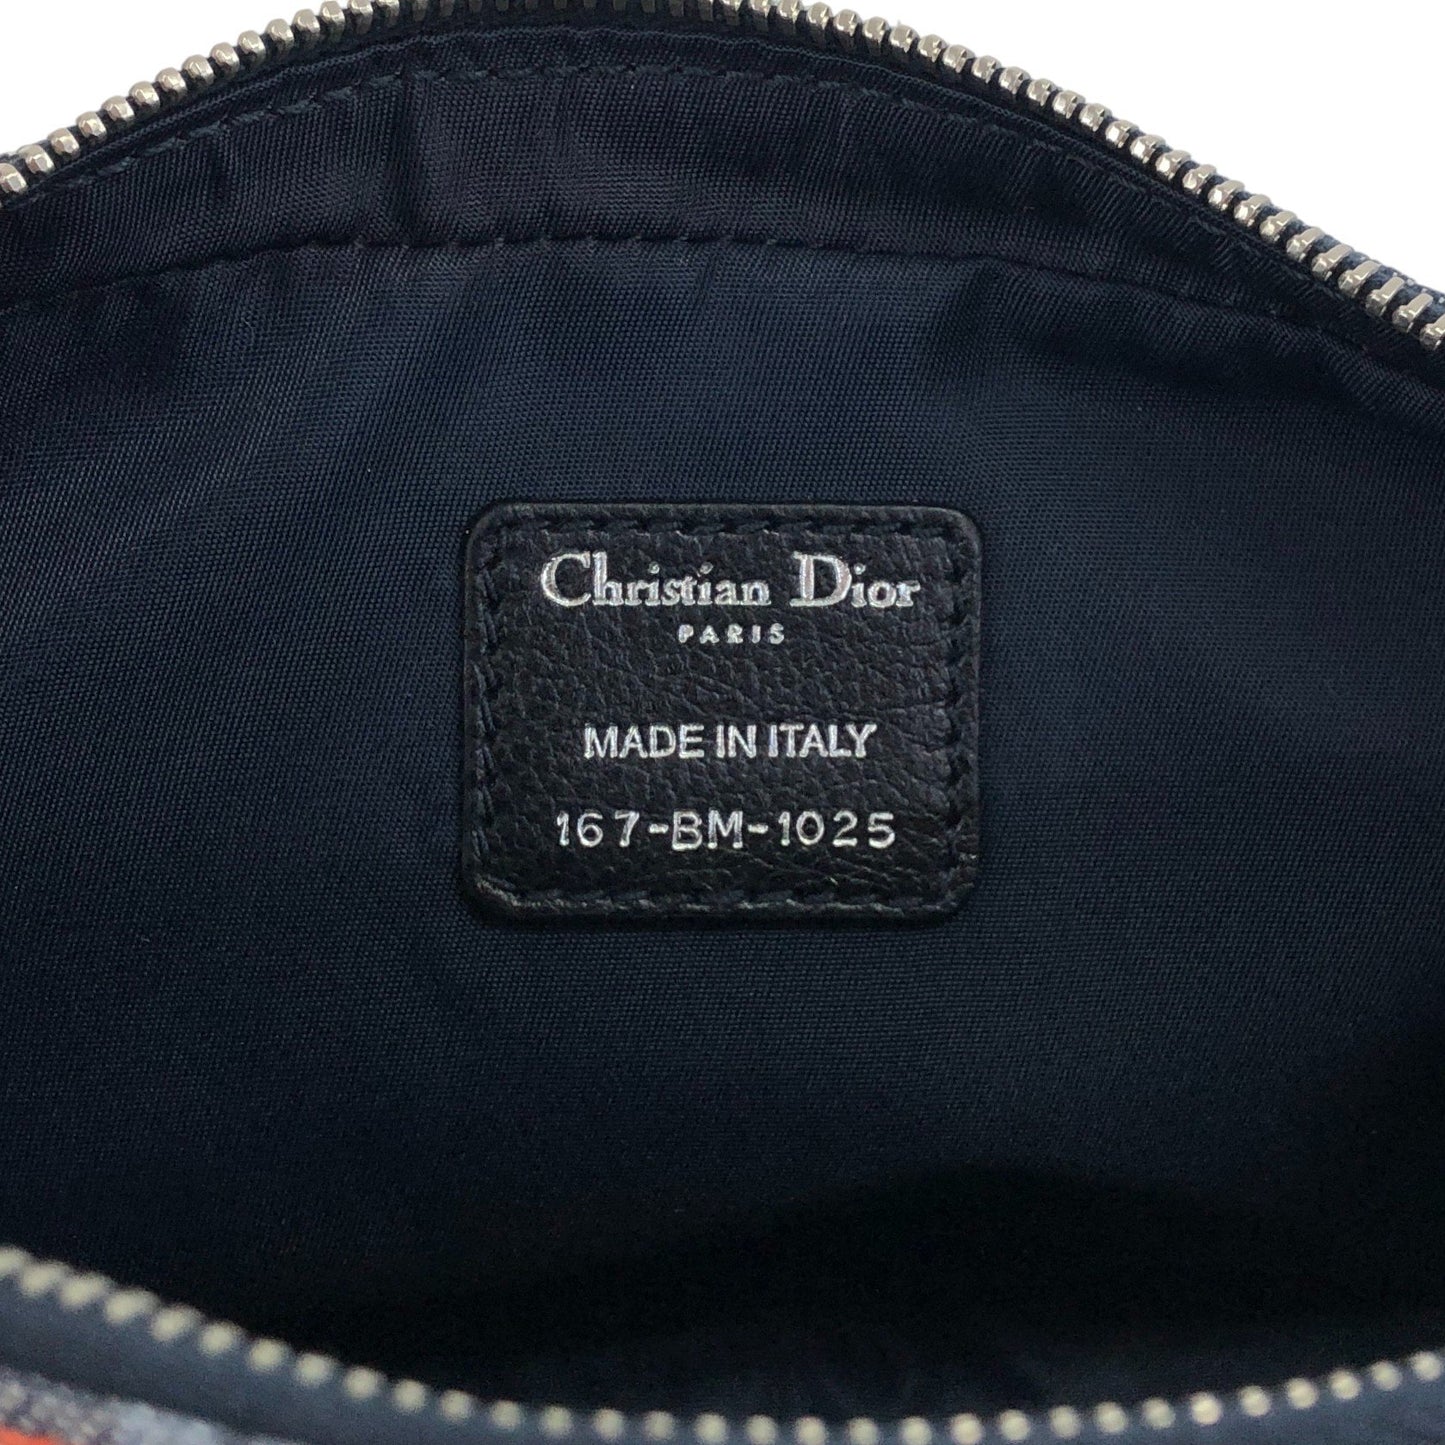 Christian Dior
PARIS
MADE IN ITALY
167-BM-1025